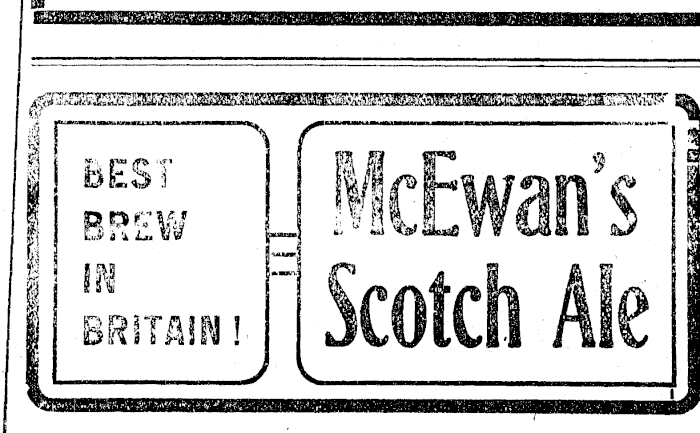 BEST
BREW
IN
BRITAIN!
McEwan's
Scotch Ale